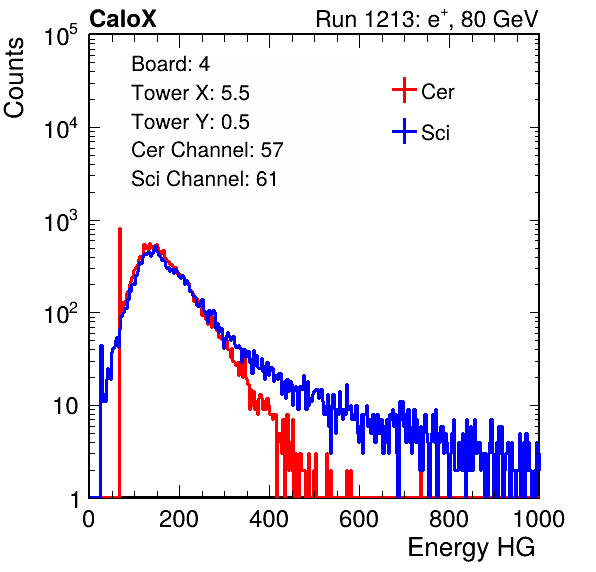 CaloX Run 1213: e⁺, 80 GeV
Counts
10⁵
10⁴
10³
10²
10
1
Board: 4
Tower X: 5.5
Tower Y: 0.5
Cer Channel: 57
Sci Channel: 61
Cer
Sci
0 200 400 600 800 1000
Energy HG